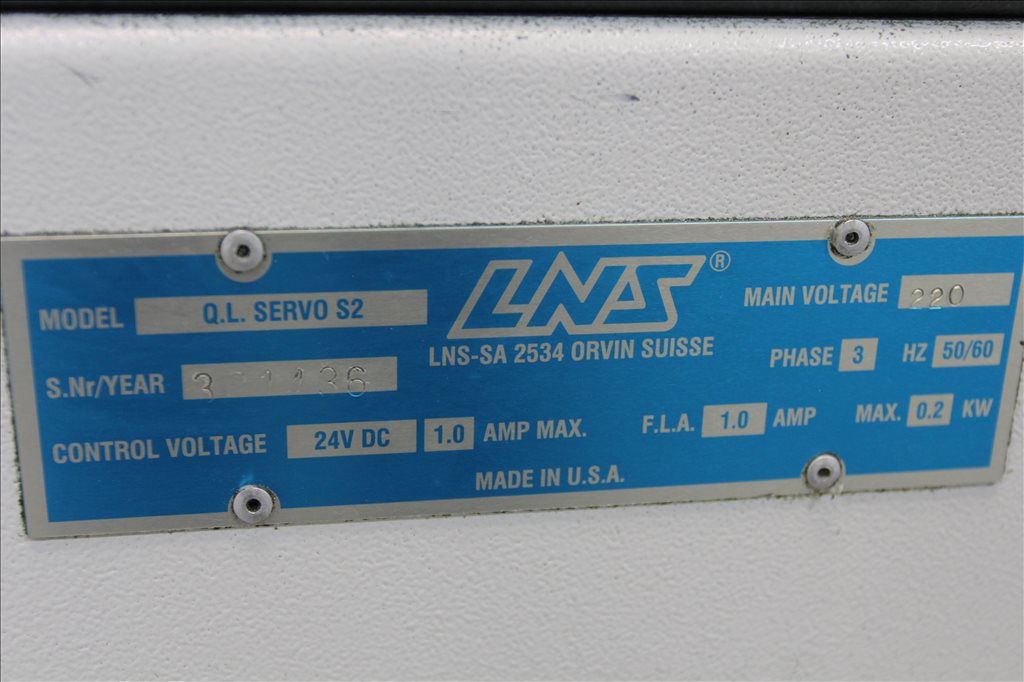 LNS®
LNS-SA 2534 ORVIN SUISSE
MODEL Q.L. SERVO S2
S.Nr/YEAR
CONTROL VOLTAGE 24V DC 1.0 AMP MAX.
MAIN VOLTAGE 220
PHASE 3 HZ 50/60
F.L.A. 1.0 AMP MAX. 0.2 KW
MADE IN U.S.A.